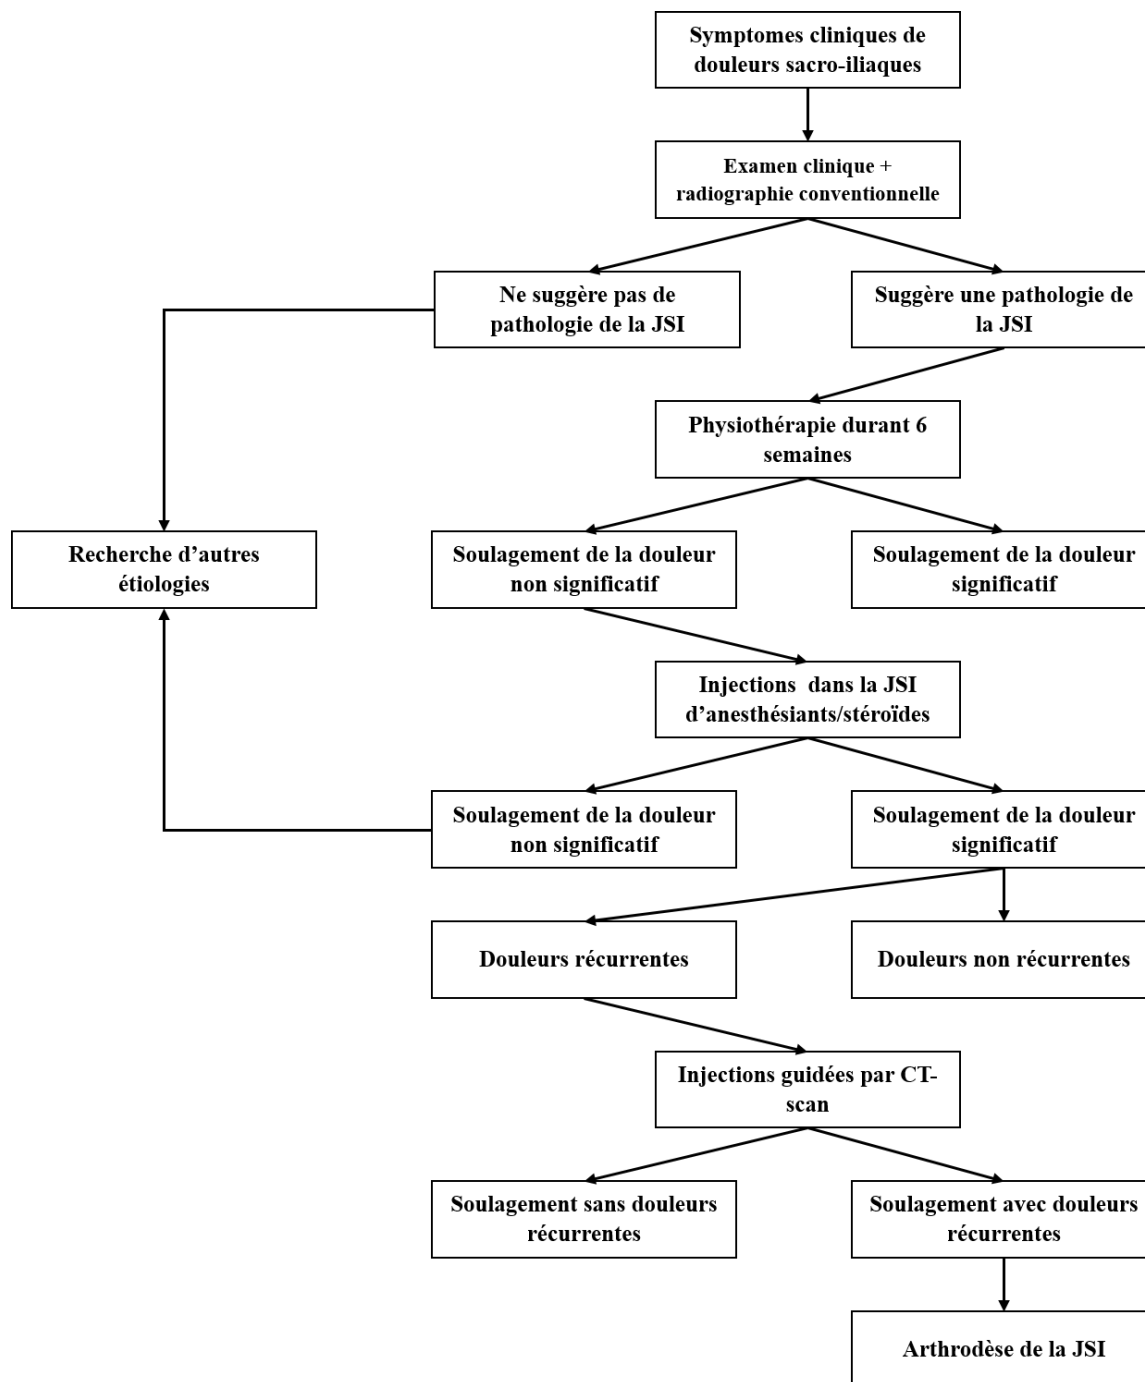 Symptomes cliniques de
douleurs sacro-iliaques
Examen clinique +
radiographie conventionnelle
Ne suggère pas de
pathologie de la JSI
Suggère une pathologie de
la JSI
Physiothérapie durant 6
semaines
Recherche d’autres
étiologies
Soulagement de la douleur
non significatif
Soulagement de la douleur
significatif
Injections  dans la JSI
d’anesthésiants/stéroïdes
Soulagement de la douleur
non significatif
Soulagement de la douleur
significatif
Douleurs récurrentes
Douleurs non récurrentes
Injections guidées par CT-
scan
Soulagement sans douleurs
récurrentes
Soulagement avec douleurs
récurrentes
Arthrodèse de la JSI